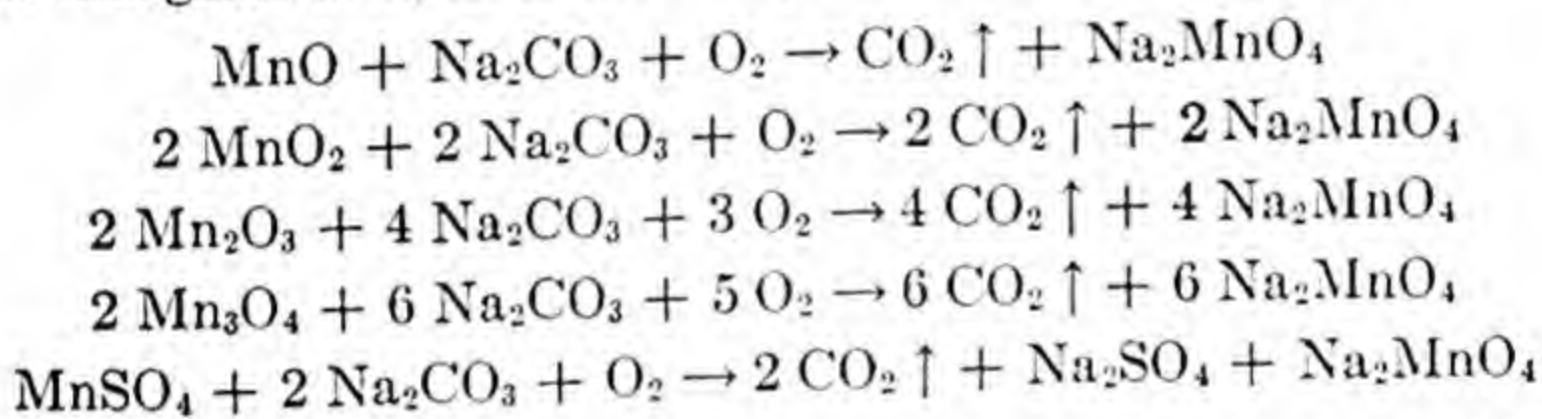 MnO + Na₂CO₃ + O₂ → CO₂ ↑ + Na₂MnO₄
2 MnO₂ + 2 Na₂CO₃ + O₂ → 2 CO₂ ↑ + 2 Na₂MnO₄
2 Mn₂O₃ + 4 Na₂CO₃ + 3 O₂ → 4 CO₂ ↑ + 4 Na₂MnO₄
2 Mn₃O₄ + 6 Na₂CO₃ + 5 O₂ → 6 CO₂ ↑ + 6 Na₂MnO₄
MnSO₄ + 2 Na₂CO₃ + O₂ → 2 CO₂ ↑ + Na₂SO₄ + Na₂MnO₄